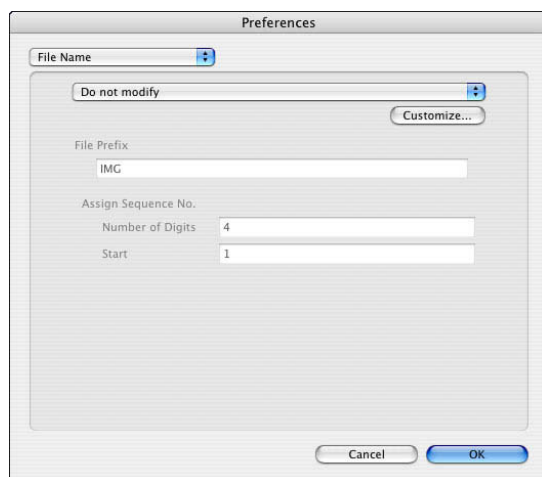 Preferences
File Name
Do not modify
Customize...
File Prefix
IMG
Assign Sequence No.
Number of Digits 4
Start 1
Cancel OK